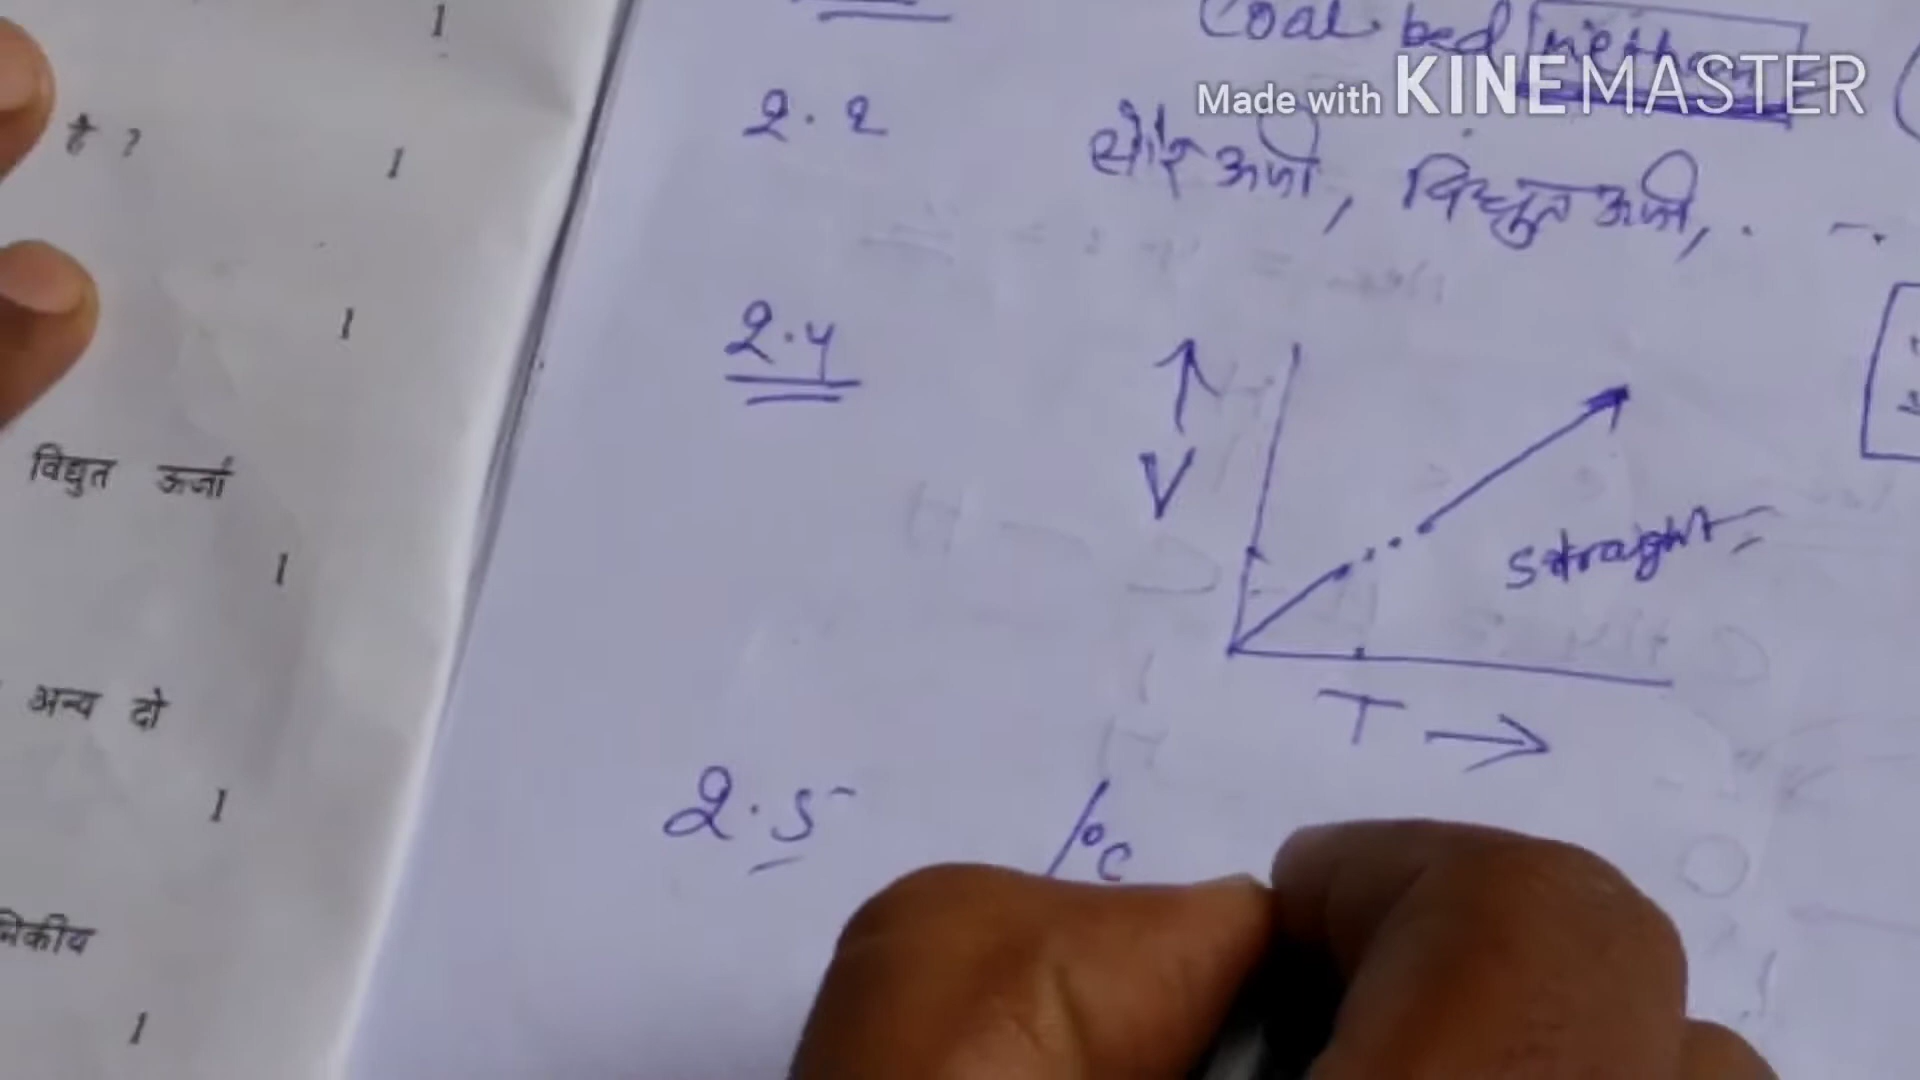 1
है ?
1
1
विद्युत ऊर्जा
1
अन्य दो
1
1
Coal bed methane
Made with KINEMASTER
2.2
सौर ऊर्जा, विद्युत ऊर्जा, . -.
2.4
V
straight
T
2.5
/°C